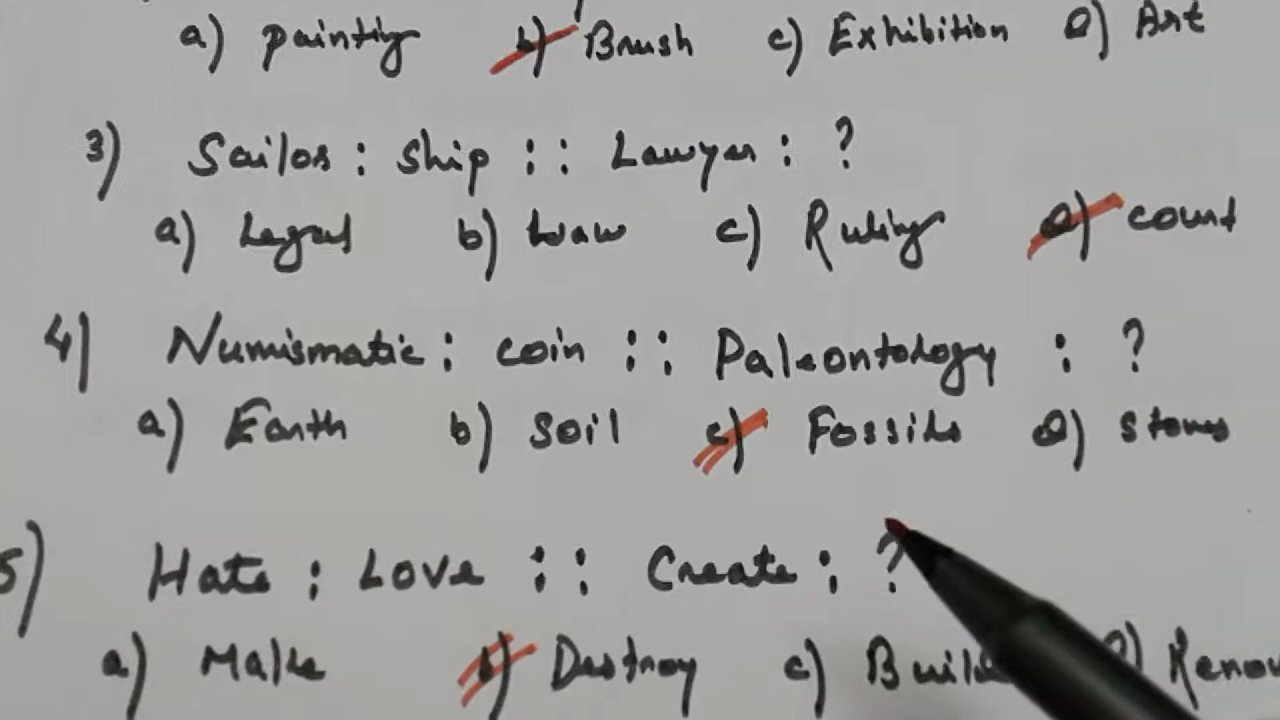 a) painting b) Brush c) Exhibition d) Art
3) Sailor : Ship :: Lawyer : ?
a) Legal b) Law c) Ruling d) Court
4) Numismatic : coin :: Paleontology : ?
a) Earth b) Soil c) Fossils d) stones
5) Hate : Love :: Create : ?
a) Make b) Destroy c) Build d)